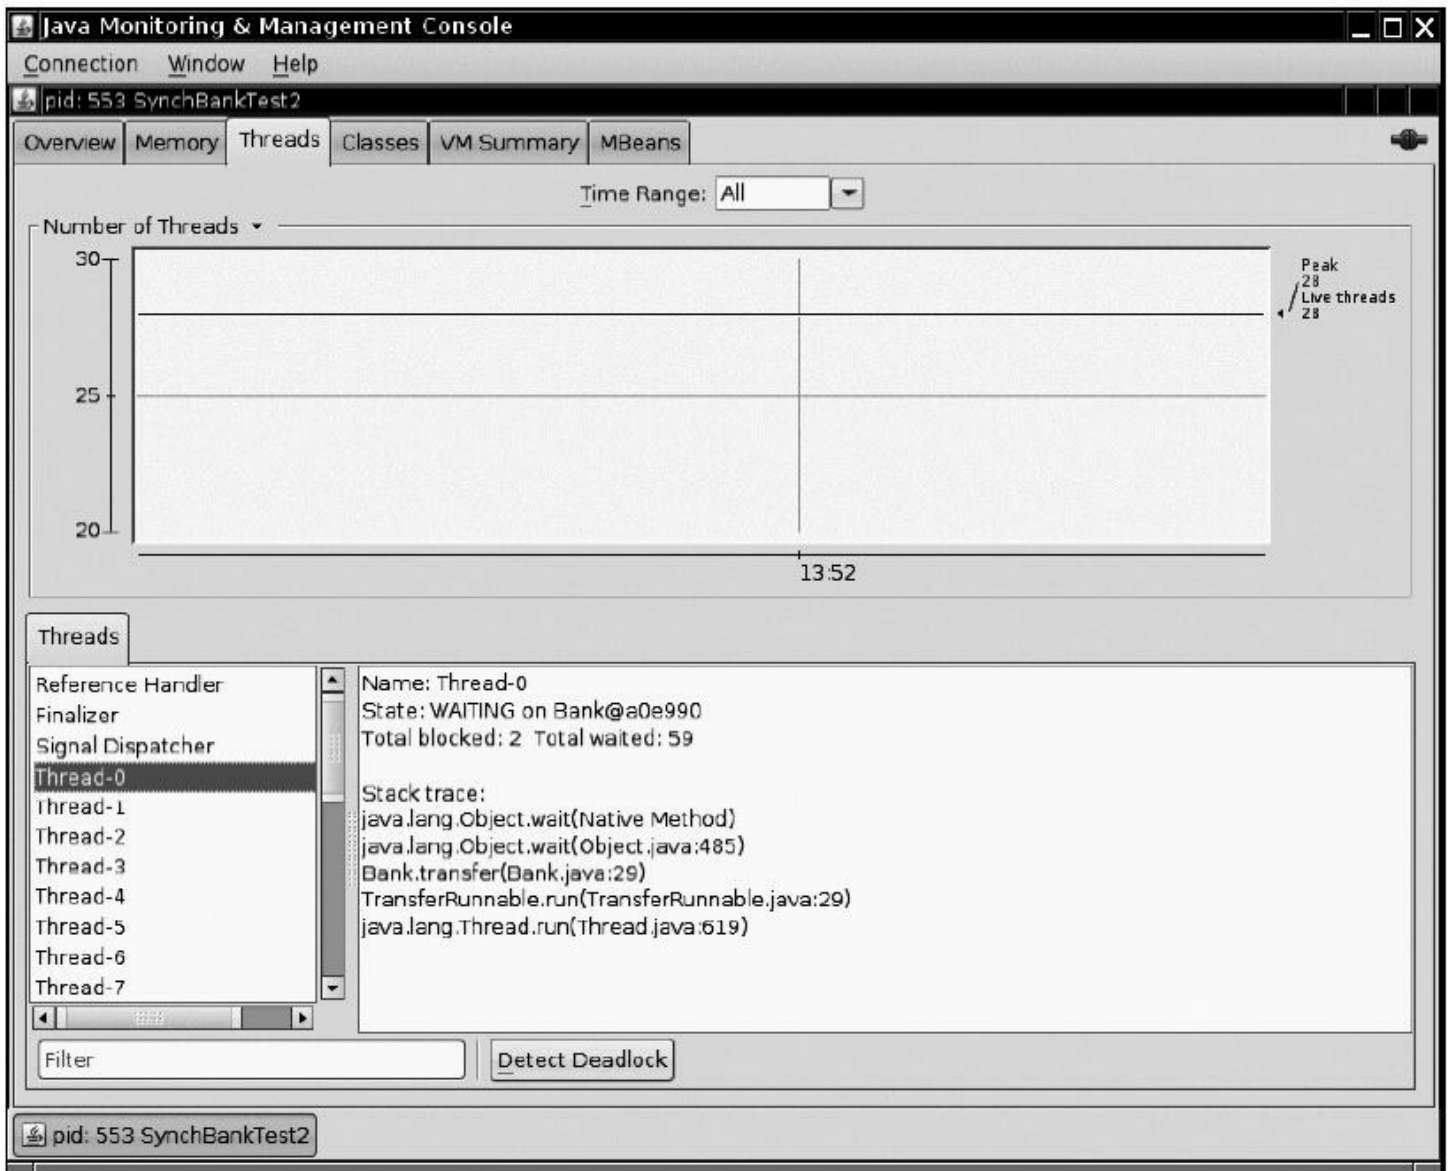 Java Monitoring & Management Console
Connection Window Help
pid: 553 SynchBankTest2
Overview Memory Threads Classes VM Summary MBeans
Time Range: All
Number of Threads
30
25
20
Peak
28
Live threads
28
13:52
Threads
Reference Handler
Finalizer
Signal Dispatcher
Thread-0
Thread-1
Thread-2
Thread-3
Thread-4
Thread-5
Thread-6
Thread-7
Name: Thread-0
State: WAITING on Bank@a0e990
Total blocked: 2 Total waited: 59
Stack trace:
java.lang.Object.wait(Native Method)
java.lang.Object.wait(Object.java:485)
Bank.transfer(Bank.java:29)
TransferRunnable.run(TransferRunnable.java:29)
java.lang.Thread.run(Thread.java:619)
Filter
Detect Deadlock
pid: 553 SynchBankTest2